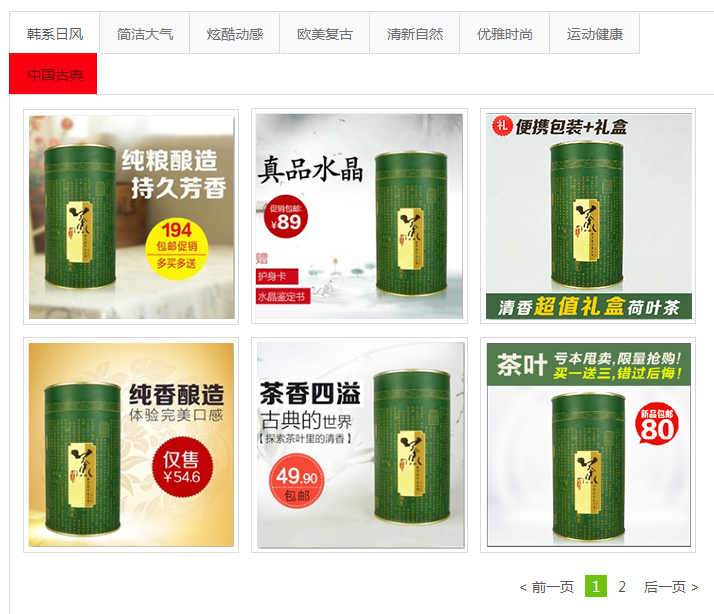 韩系日风 简洁大气 炫酷动感 欧美复古 清新自然 优雅时尚 运动健康
中国古典
纯粮酿造
持久芳香
194
包邮促销
多买多送
真品水晶
促销包邮:
¥89
赠
护身卡
水晶鉴定书
礼 便携包装+礼盒
清香超值礼盒荷叶茶
纯香酿造
体验完美口感
仅售
¥54.6
茶香四溢
古典的世界
【探索茶叶里的清香】
49.90
包邮
茶叶 亏本甩卖,限量抢购!
买一送三,错过后悔!
新品包邮
80
< 前一页 1 2 后一页 >